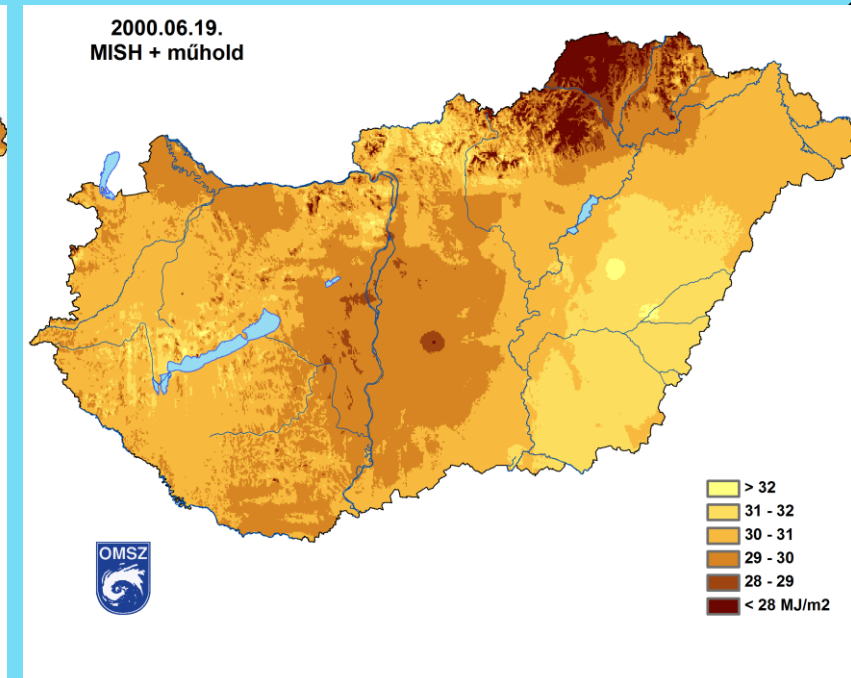 2000.06.19.
MISH + műhold
> 32
31 - 32
30 - 31
29 - 30
28 - 29
< 28 MJ/m2
OMSZ